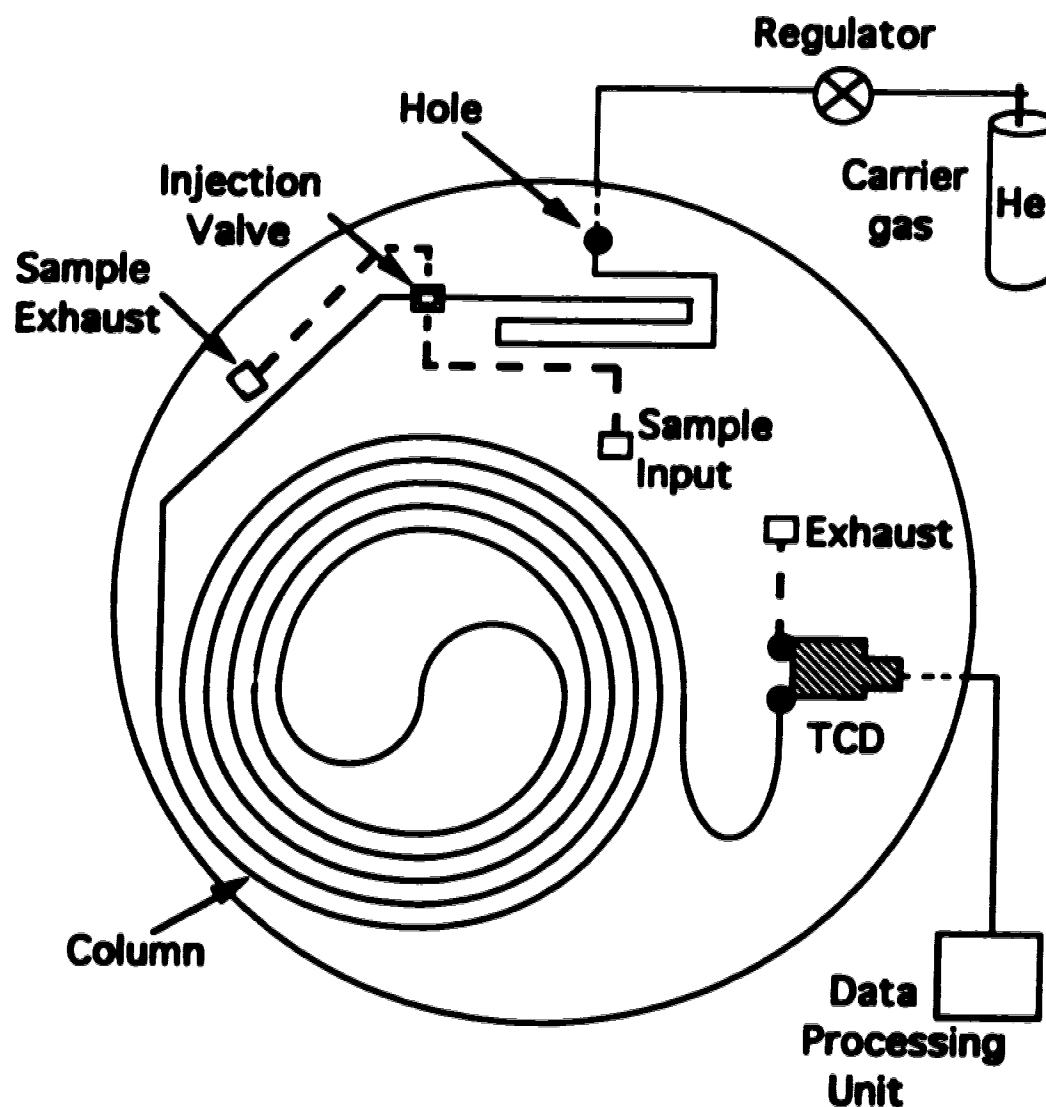 Regulator
Hole
Carrier
gas
He
Injection
Valve
Sample
Exhaust
Sample
Input
Exhaust
TCD
Column
Data
Processing
Unit